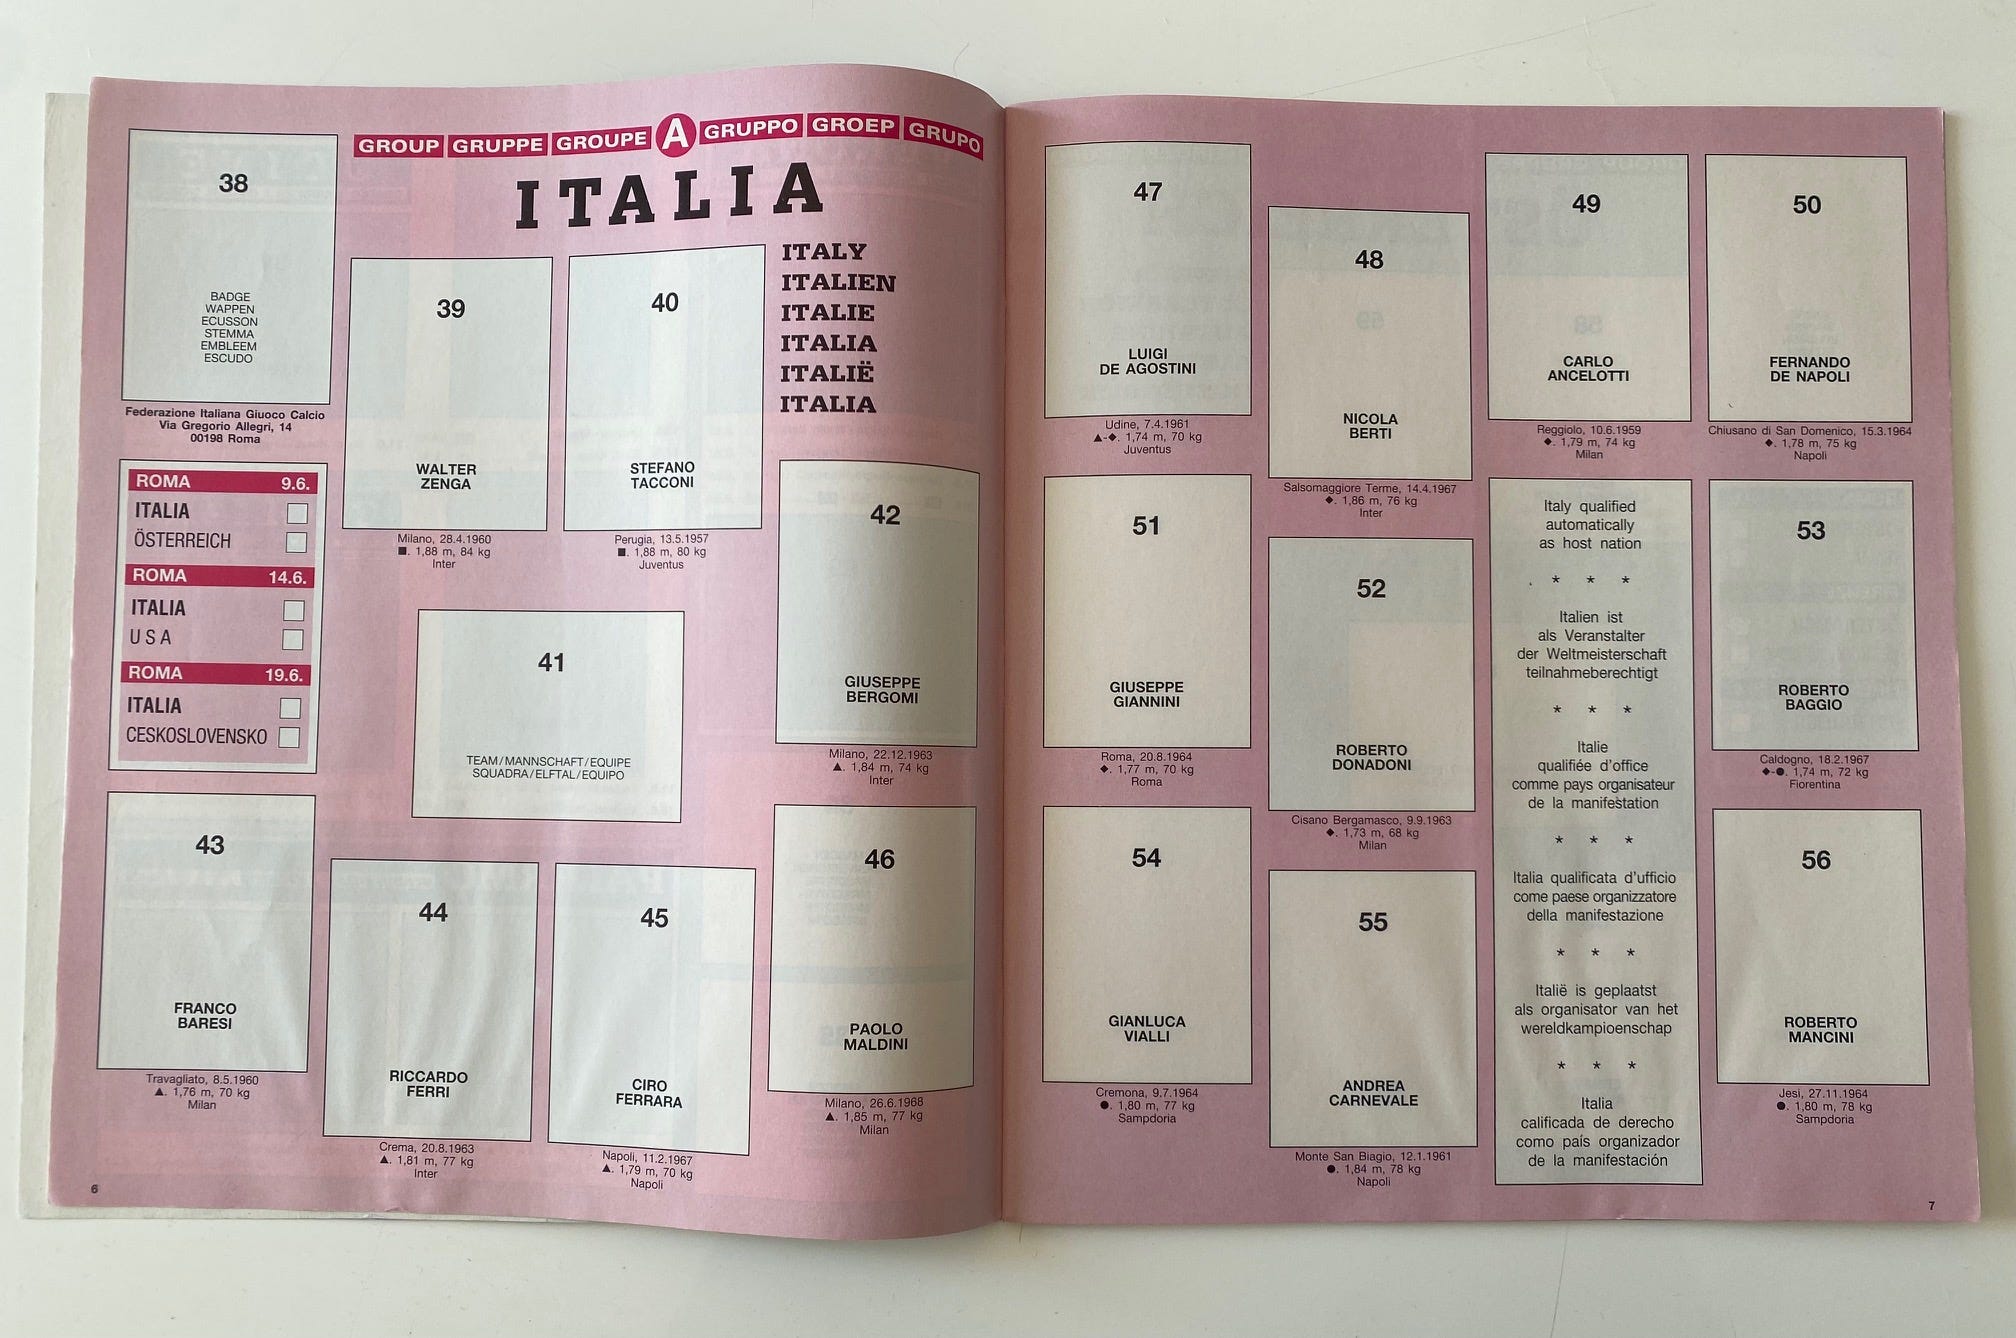 GROUP GRUPPE GROUPE A GRUPPO GROEP GRUPO
ITALIA
ITALY
ITALIEN
ITALIE
ITALIA
ITALIË
ITALIA
38
BADGE
WAPPEN
ECUSSON
STEMMA
EMBLEEM
ESCUDO
Federazione Italiana Giuoco Calcio
Via Gregorio Allegri, 14
00198 Roma
39
WALTER
ZENGA
Milano, 28.4.1960
■. 1,88 m, 84 kg
Inter
40
STEFANO
TACCONI
Perugia, 13.5.1957
■. 1,88 m, 80 kg
Juventus
ROMA 9.6.
ITALIA
ÖSTERREICH
ROMA 14.6.
ITALIA
USA
ROMA 19.6.
ITALIA
CESKOSLOVENSKO
41
TEAM/MANNSCHAFT/EQUIPE
SQUADRA/ELFTAL/EQUIPO
42
GIUSEPPE
BERGOMI
Milano, 22.12.1963
▲. 1,84 m, 74 kg
Inter
43
FRANCO
BARESI
Travagliato, 8.5.1960
▲. 1,76 m, 70 kg
Milan
44
RICCARDO
FERRI
Crema, 20.8.1963
▲. 1,81 m, 77 kg
Inter
45
CIRO
FERRARA
Napoli, 11.2.1967
▲. 1,79 m, 70 kg
Napoli
46
PAOLO
MALDINI
Milano, 26.6.1968
▲. 1,85 m, 77 kg
Milan
6
47
LUIGI
DE AGOSTINI
Udine, 7.4.1961
▲-◆. 1,74 m, 70 kg
Juventus
48
NICOLA
BERTI
Salsomaggiore Terme, 14.4.1967
◆. 1,86 m, 76 kg
Inter
49
CARLO
ANCELOTTI
Reggiolo, 10.6.1959
◆. 1,79 m, 74 kg
Milan
50
FERNANDO
DE NAPOLI
Chiusano di San Domenico, 15.3.1964
◆. 1,78 m, 75 kg
Napoli
51
GIUSEPPE
GIANNINI
Roma, 20.8.1964
◆. 1,77 m, 70 kg
Roma
52
ROBERTO
DONADONI
Cisano Bergamasco, 9.9.1963
◆. 1,73 m, 68 kg
Milan
Italy qualified
automatically
as host nation
* * *
Italien ist
als Veranstalter
der Weltmeisterschaft
teilnahmeberechtigt
* * *
Italie
qualifiée d'office
comme pays organisateur
de la manifestation
* * *
Italia qualificata d'ufficio
come paese organizzatore
della manifestazione
* * *
Italië is geplaatst
als organisator van het
wereldkampioenschap
* * *
Italia
calificada de derecho
como país organizador
de la manifestación
53
ROBERTO
BAGGIO
Caldogno, 18.2.1967
◆-●. 1,74 m, 72 kg
Fiorentina
54
GIANLUCA
VIALLI
Cremona, 9.7.1964
●. 1,80 m, 77 kg
Sampdoria
55
ANDREA
CARNEVALE
Monte San Biagio, 12.1.1961
●. 1,84 m, 78 kg
Napoli
56
ROBERTO
MANCINI
Jesi, 27.11.1964
●. 1,80 m, 78 kg
Sampdoria
7